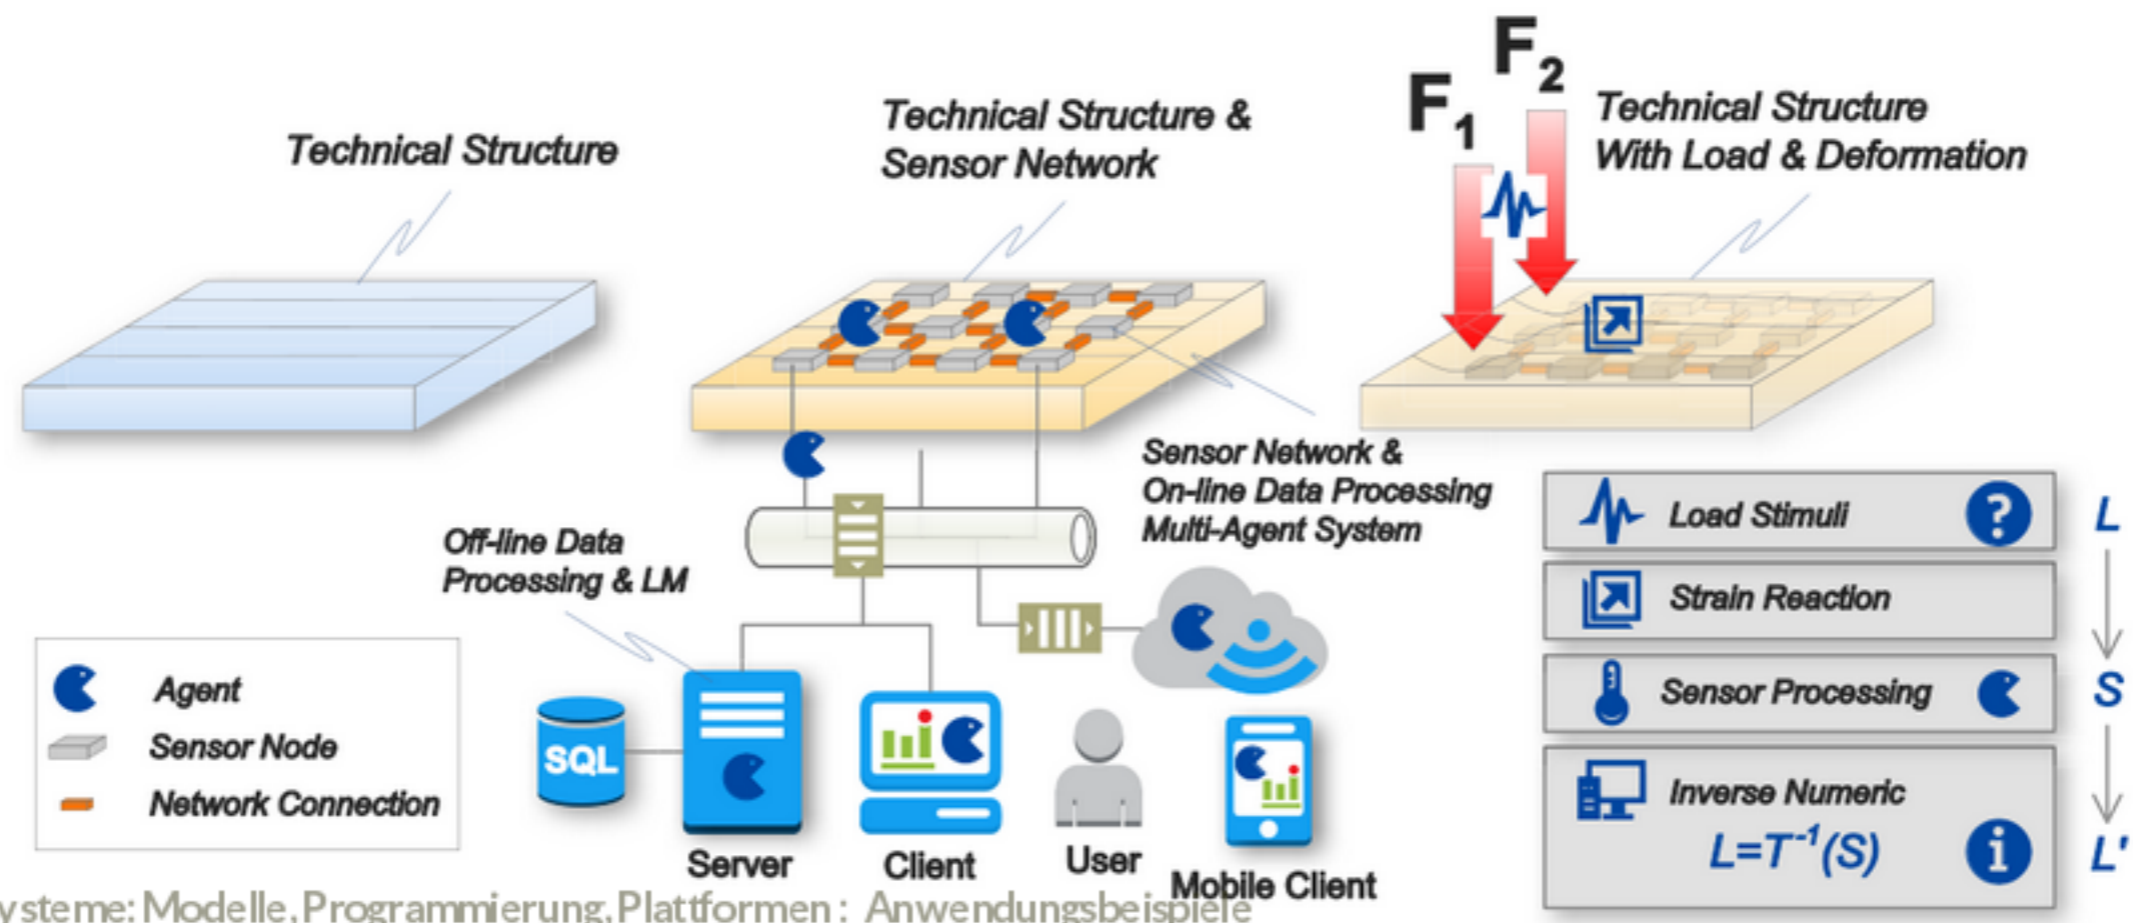 Technical Structure
Technical Structure &
Sensor Network
F1
F2
Technical Structure
With Load & Deformation
Sensor Network &
On-line Data Processing
Multi-Agent System
Off-line Data
Processing & LM
Agent
Sensor Node
Network Connection
SQL
Server
Client
User
Mobile Client
Load Stimuli
?
L
Strain Reaction
Sensor Processing
S
Inverse Numeric
L=T⁻¹(S)
i
L'
ysteme: Modelle, Programmierung, Plattformen : Anwendungsbeispiele